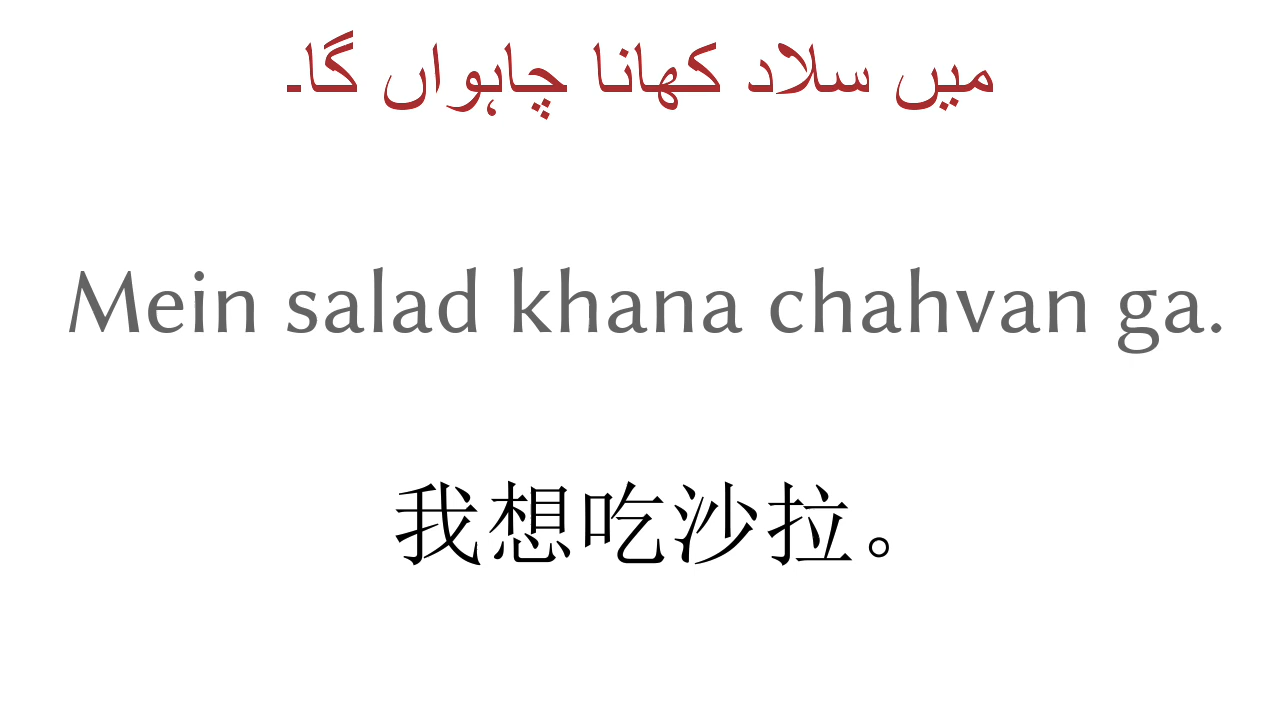 میں سلاد کھانا چاہواں گا۔
Mein salad khana chahvan ga.
我想吃沙拉。